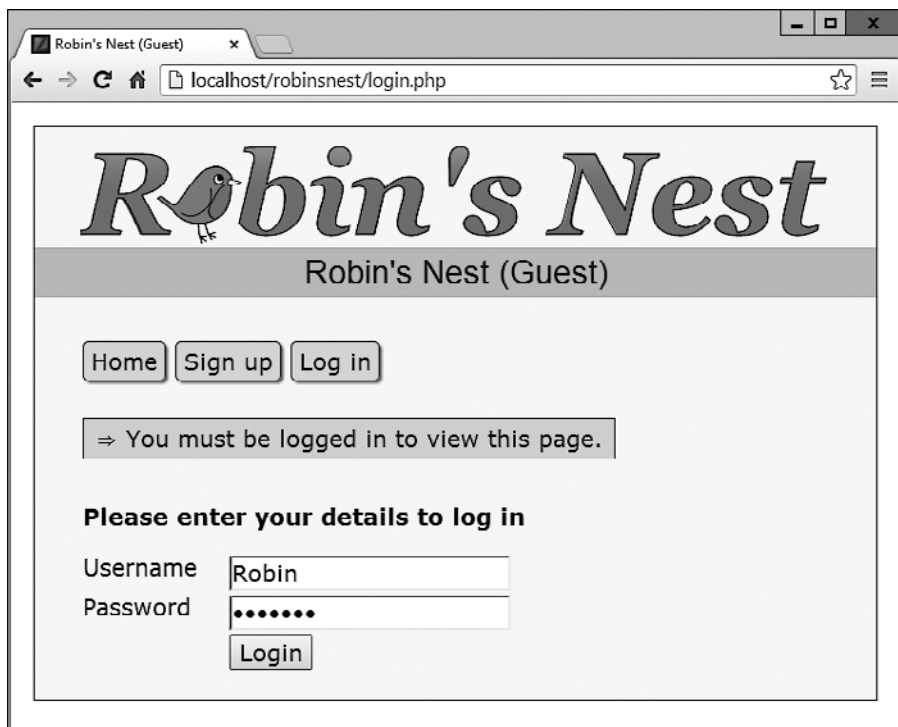 Robin's Nest (Guest)
localhost/robinsnest/login.php
Robin's Nest
Robin's Nest (Guest)
Home Sign up Log in
⇒ You must be logged in to view this page.
Please enter your details to log in
Username Robin
Password •••••••
Login